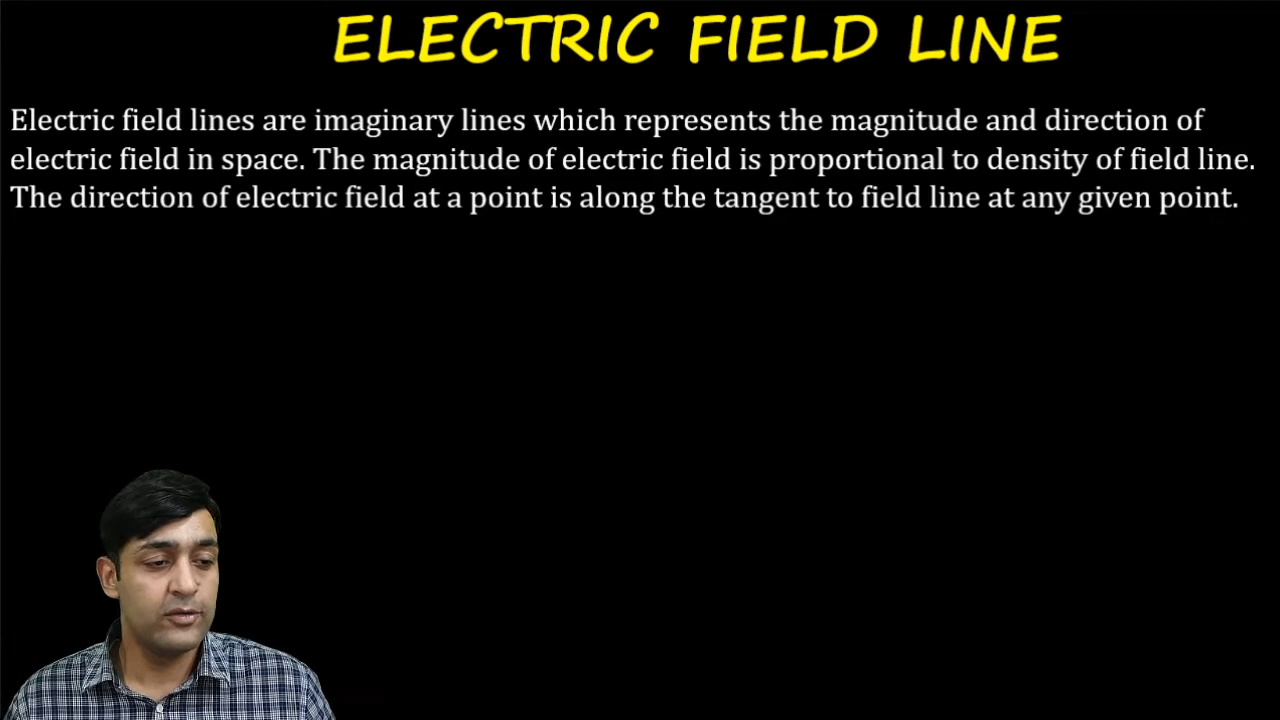 ELECTRIC FIELD LINE
Electric field lines are imaginary lines which represents the magnitude and direction of
electric field in space. The magnitude of electric field is proportional to density of field line.
The direction of electric field at a point is along the tangent to field line at any given point.